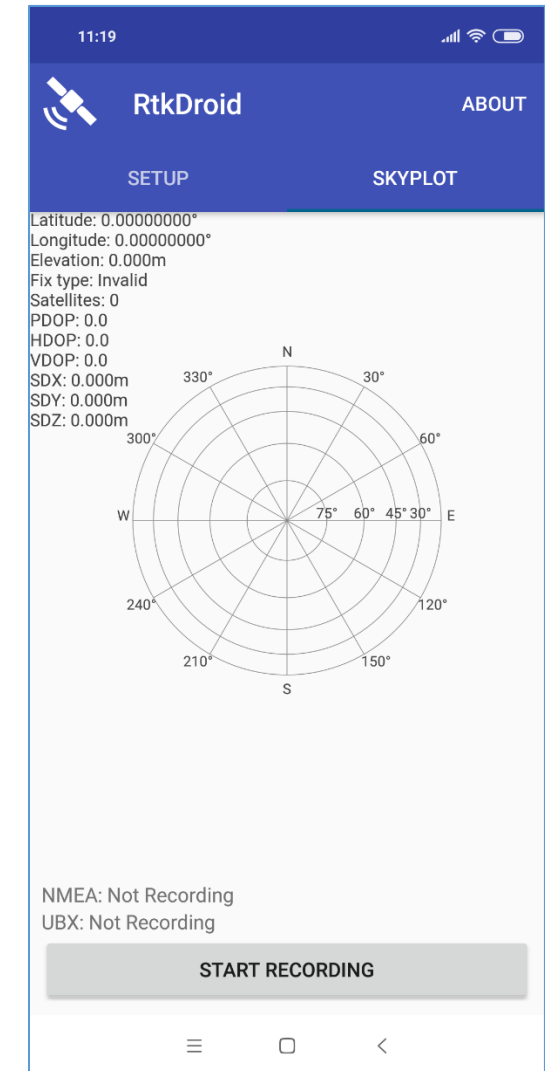 11:19
RtkDroid ABOUT
SETUP SKYPLOT
Latitude: 0.00000000°
Longitude: 0.00000000°
Elevation: 0.000m
Fix type: Invalid
Satellites: 0
PDOP: 0.0
HDOP: 0.0
VDOP: 0.0
SDX: 0.000m
SDY: 0.000m
SDZ: 0.000m
N
330° 30°
300° 60°
W 75° 60° 45° 30° E
240° 120°
210° 150°
S
NMEA: Not Recording
UBX: Not Recording
START RECORDING